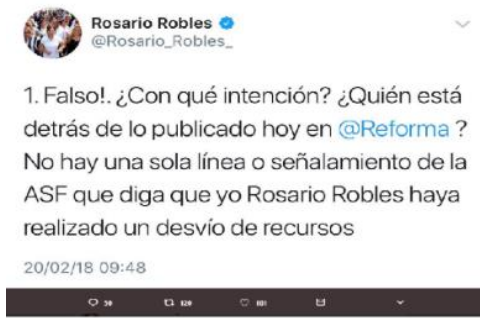 Rosario Robles
@Rosario_Robles_
1. Falso!. ¿Con qué intención? ¿Quién está
detrás de lo publicado hoy en @Reforma ?
No hay una sola línea o señalamiento de la
ASF que diga que yo Rosario Robles haya
realizado un desvío de recursos
20/02/18 09:48